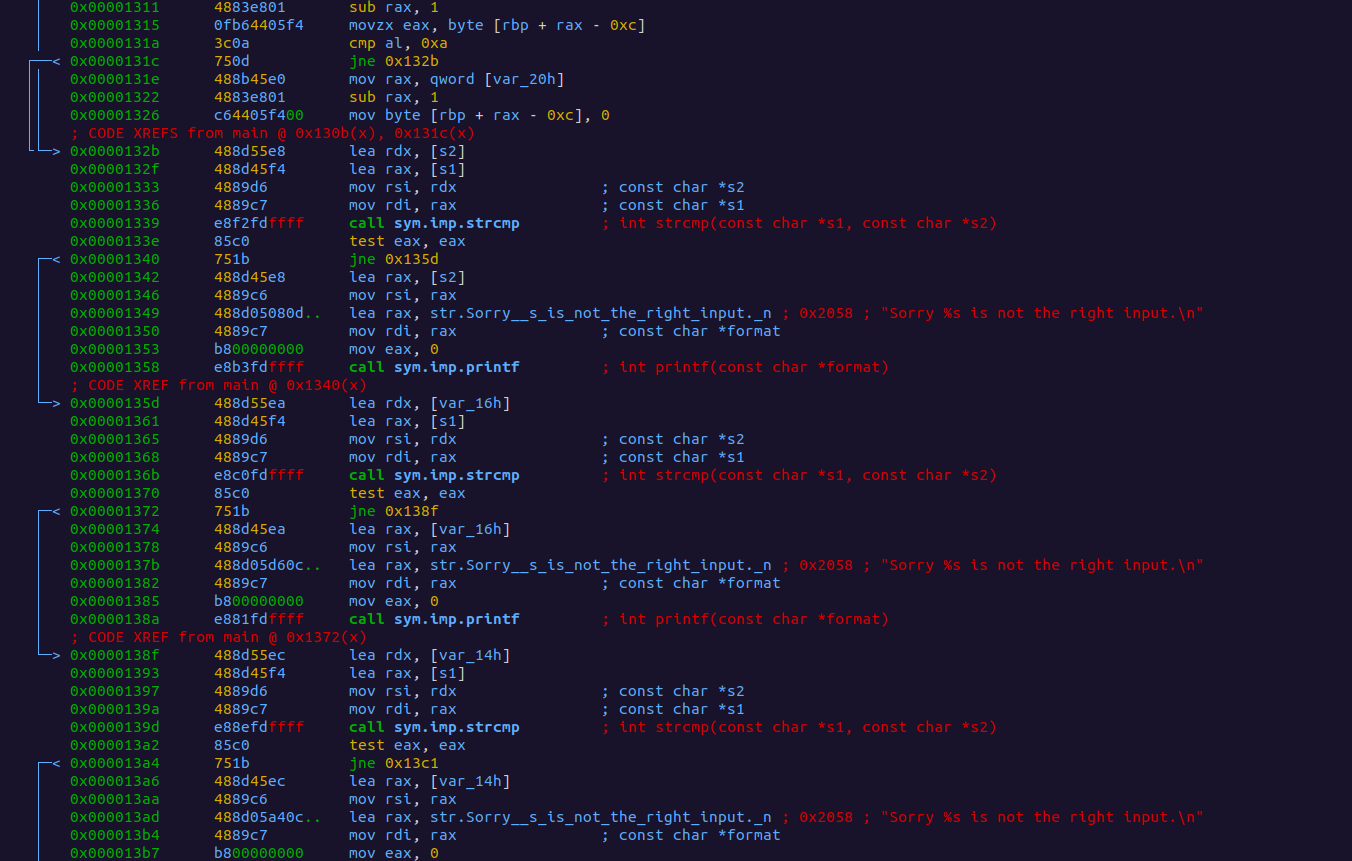 0x00001311 4883e801 sub rax, 1
0x00001315 0fb64405f4 movzx eax, byte [rbp + rax - 0xc]
0x0000131a 3c0a cmp al, 0xa
< 0x0000131c 750d jne 0x132b
0x0000131e 488b45e0 mov rax, qword [var_20h]
0x00001322 4883e801 sub rax, 1
0x00001326 c64405f400 mov byte [rbp + rax - 0xc], 0
; CODE XREFS from main @ 0x130b(x), 0x131c(x)
> 0x0000132b 488d55e8 lea rdx, [s2]
0x0000132f 488d45f4 lea rax, [s1]
0x00001333 4889d6 mov rsi, rdx ; const char *s2
0x00001336 4889c7 mov rdi, rax ; const char *s1
0x00001339 e8f2fdffff call sym.imp.strcmp ; int strcmp(const char *s1, const char *s2)
0x0000133e 85c0 test eax, eax
< 0x00001340 751b jne 0x135d
0x00001342 488d45e8 lea rax, [s2]
0x00001346 4889c6 mov rsi, rax
0x00001349 488d05080d.. lea rax, str.Sorry__s_is_not_the_right_input._n ; 0x2058 ; "Sorry %s is not the right input.\n"
0x00001350 4889c7 mov rdi, rax ; const char *format
0x00001353 b800000000 mov eax, 0
0x00001358 e8b3fdffff call sym.imp.printf ; int printf(const char *format)
; CODE XREF from main @ 0x1340(x)
> 0x0000135d 488d55ea lea rdx, [var_16h]
0x00001361 488d45f4 lea rax, [s1]
0x00001365 4889d6 mov rsi, rdx ; const char *s2
0x00001368 4889c7 mov rdi, rax ; const char *s1
0x0000136b e8c0fdffff call sym.imp.strcmp ; int strcmp(const char *s1, const char *s2)
0x00001370 85c0 test eax, eax
< 0x00001372 751b jne 0x138f
0x00001374 488d45ea lea rax, [var_16h]
0x00001378 4889c6 mov rsi, rax
0x0000137b 488d05d60c.. lea rax, str.Sorry__s_is_not_the_right_input._n ; 0x2058 ; "Sorry %s is not the right input.\n"
0x00001382 4889c7 mov rdi, rax ; const char *format
0x00001385 b800000000 mov eax, 0
0x0000138a e881fdffff call sym.imp.printf ; int printf(const char *format)
; CODE XREF from main @ 0x1372(x)
> 0x0000138f 488d55ec lea rdx, [var_14h]
0x00001393 488d45f4 lea rax, [s1]
0x00001397 4889d6 mov rsi, rdx ; const char *s2
0x0000139a 4889c7 mov rdi, rax ; const char *s1
0x0000139d e88efdffff call sym.imp.strcmp ; int strcmp(const char *s1, const char *s2)
0x000013a2 85c0 test eax, eax
< 0x000013a4 751b jne 0x13c1
0x000013a6 488d45ec lea rax, [var_14h]
0x000013aa 4889c6 mov rsi, rax
0x000013ad 488d05a40c.. lea rax, str.Sorry__s_is_not_the_right_input._n ; 0x2058 ; "Sorry %s is not the right input.\n"
0x000013b4 4889c7 mov rdi, rax ; const char *format
0x000013b7 b800000000 mov eax, 0